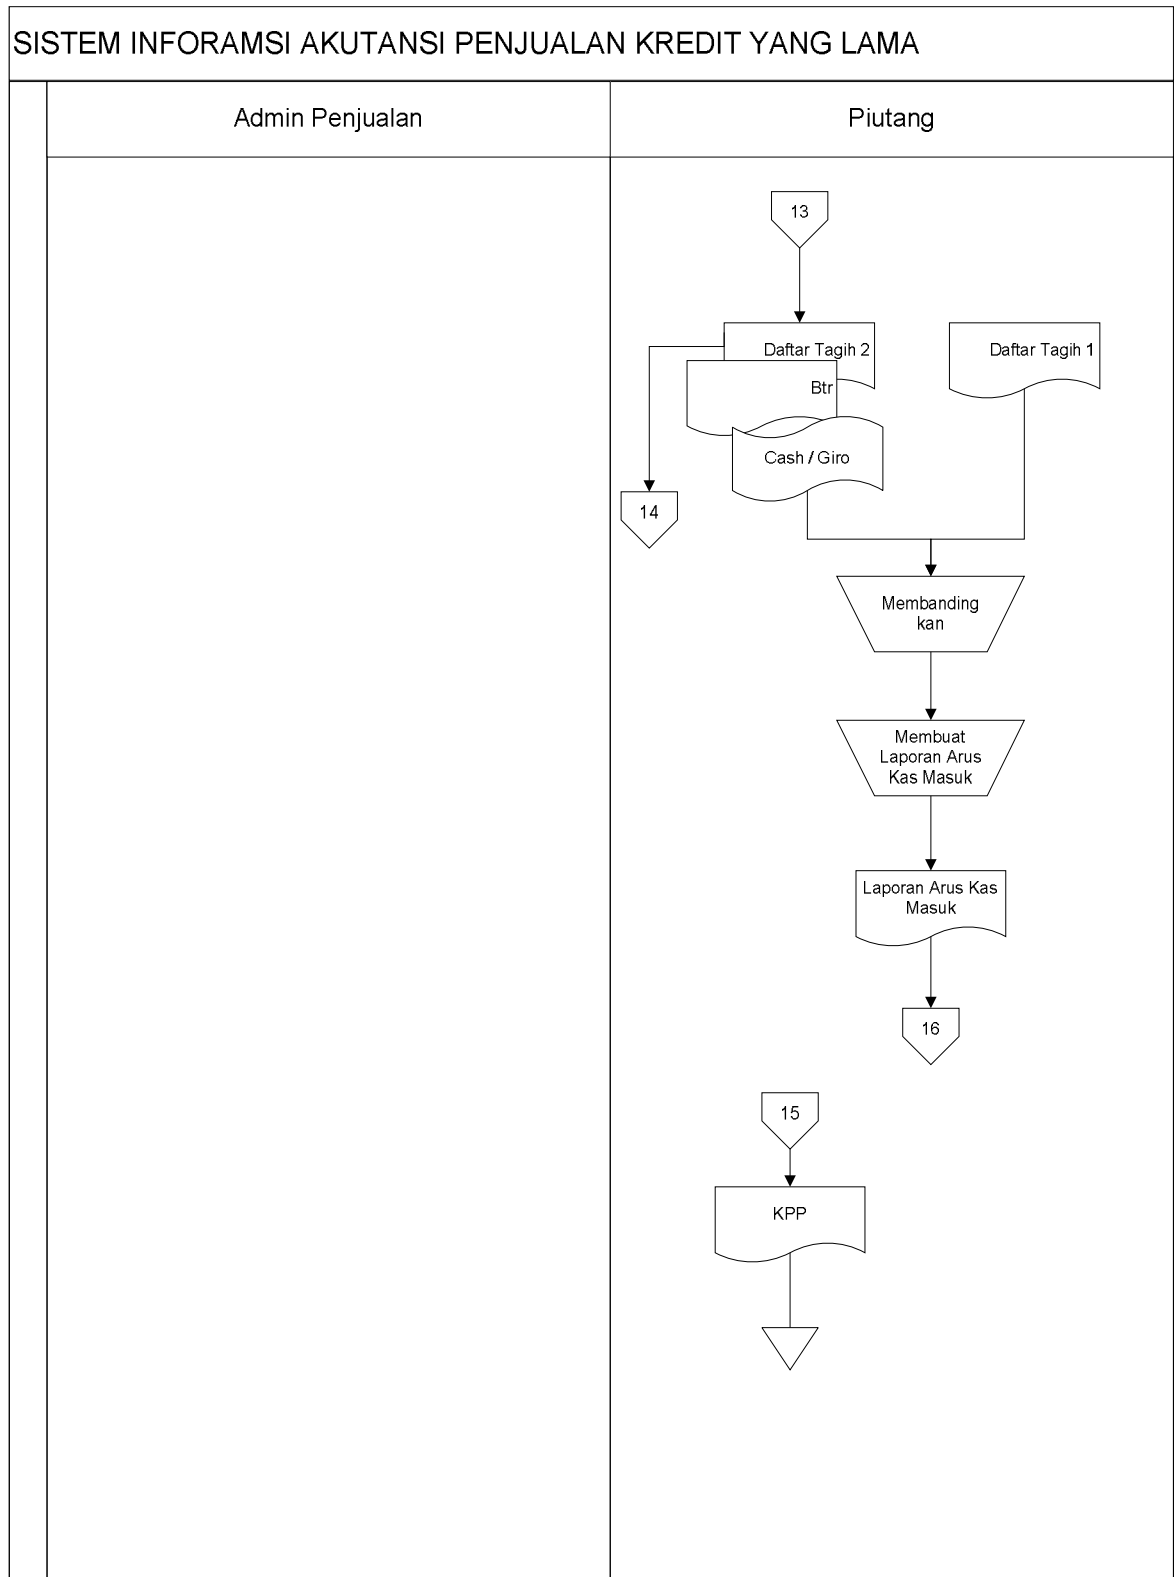 SISTEM INFORAMSI AKUTANSI PENJUALAN KREDIT YANG LAMA
Admin Penjualan
Piutang
13
Daftar Tagih 2
Daftar Tagih 1
Btr
Cash / Giro
14
Membanding
kan
Membuat
Laporan Arus
Kas Masuk
Laporan Arus Kas
Masuk
16
15
KPP